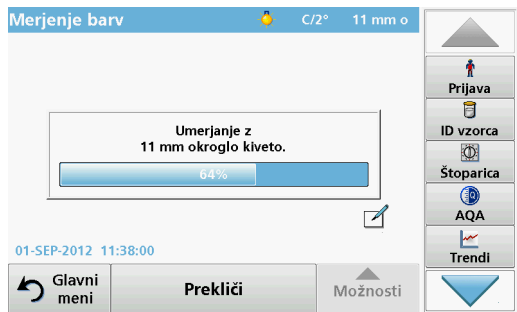 Merjenje barv C/2° 11 mm o
Umerjanje z
11 mm okroglo kiveto.
64%
01-SEP-2012 11:38:00
Glavni
meni
Prekliči
Možnosti
Prijava
ID vzorca
Štoparica
AQA
Trendi